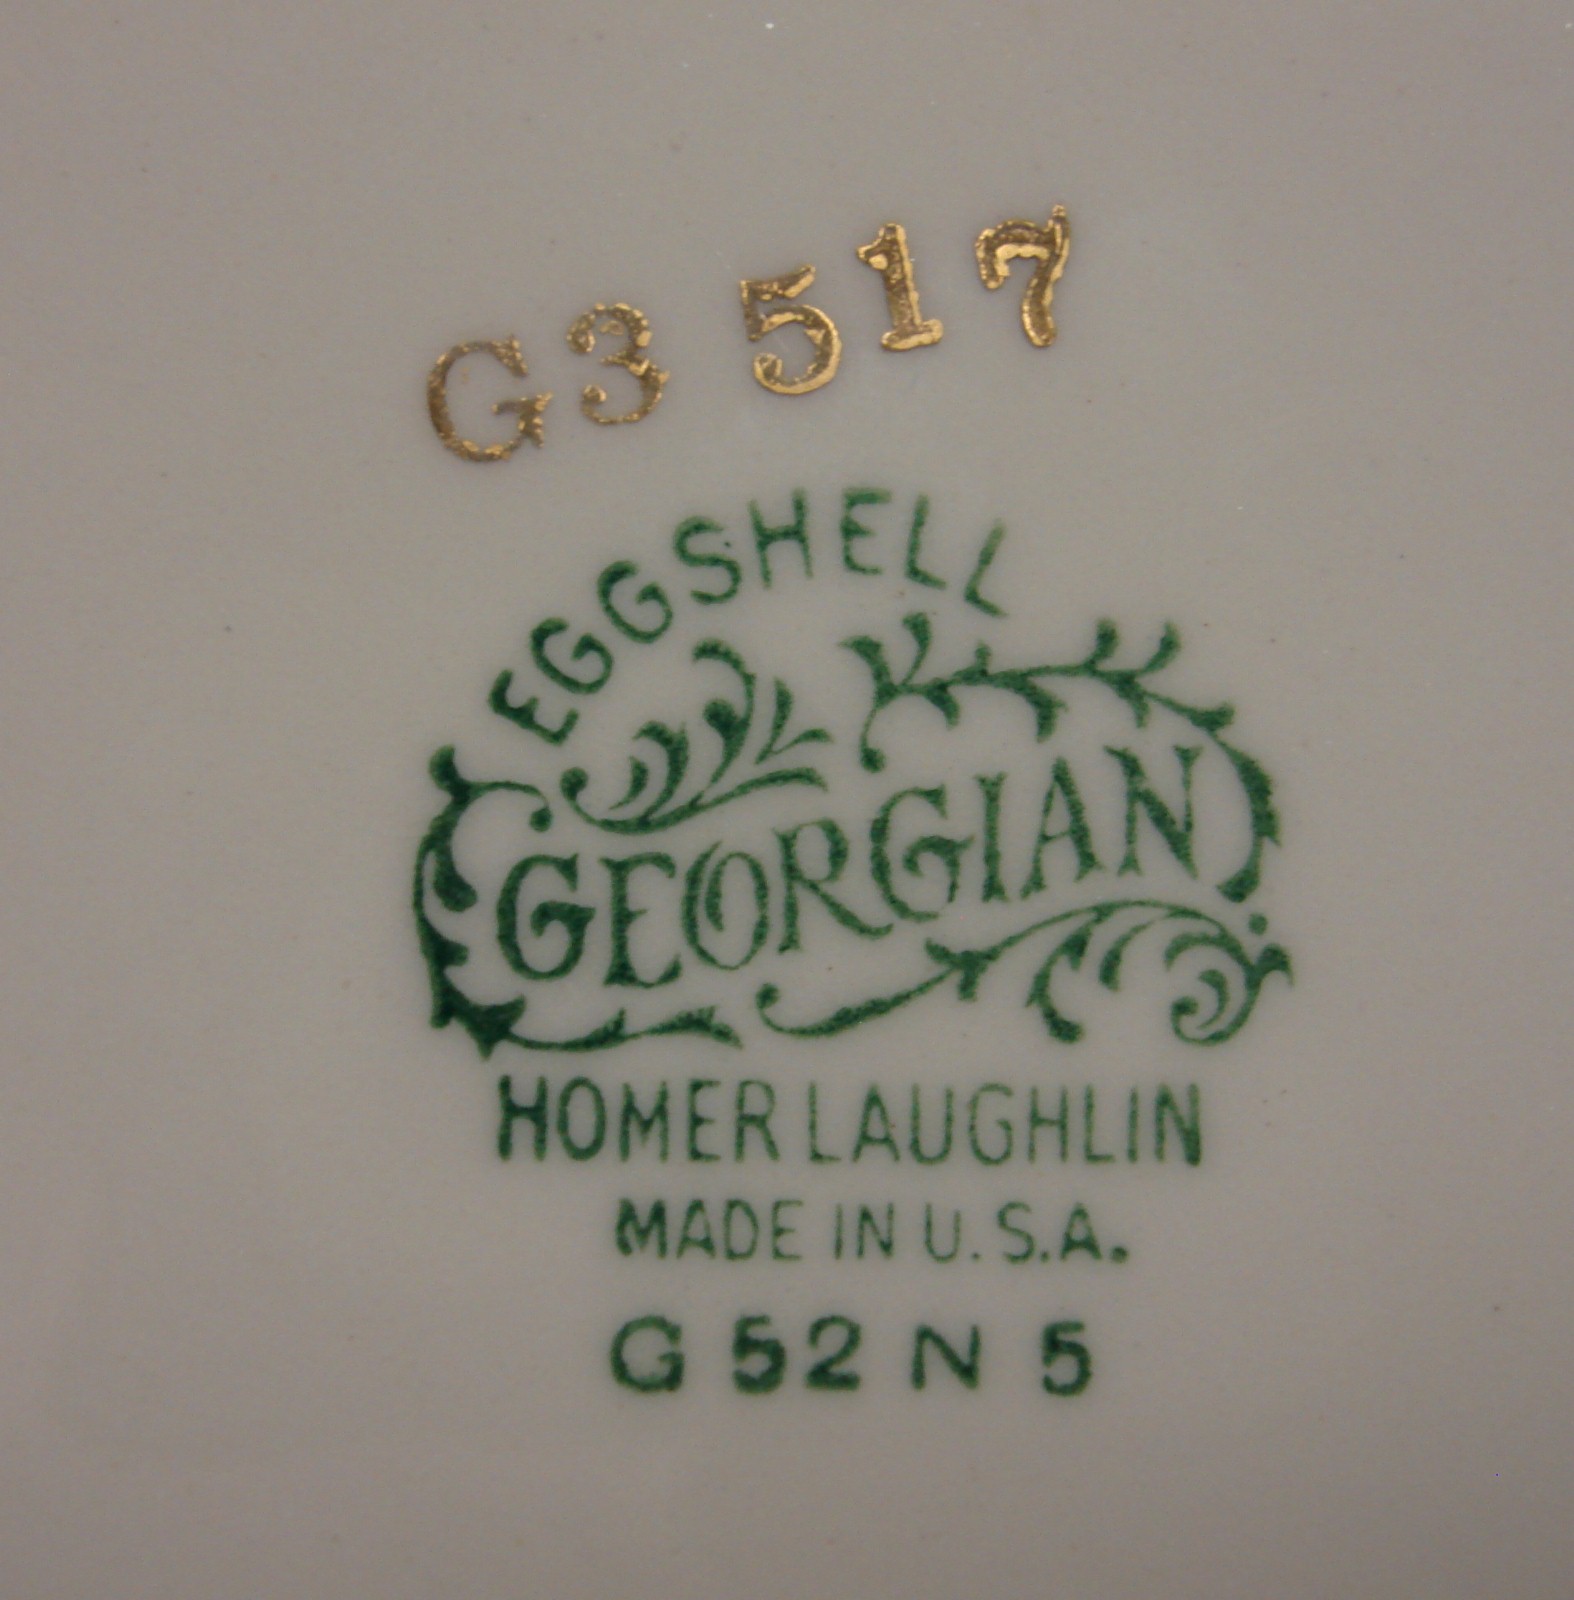 G3 517
EGGSHELL
GEORGIAN
HOMER LAUGHLIN
MADE IN U.S.A.
G 52 N 5